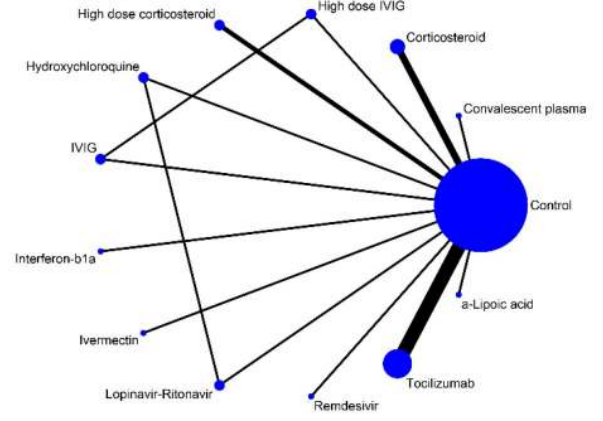 High dose IVIG
High dose corticosteroid
Corticosteroid
Hydroxychloroquine
Convalescent plasma
IVIG
Control
Interferon-b1a
a-Lipoic acid
Ivermectin
Tocilizumab
Lopinavir-Ritonavir
Remdesivir